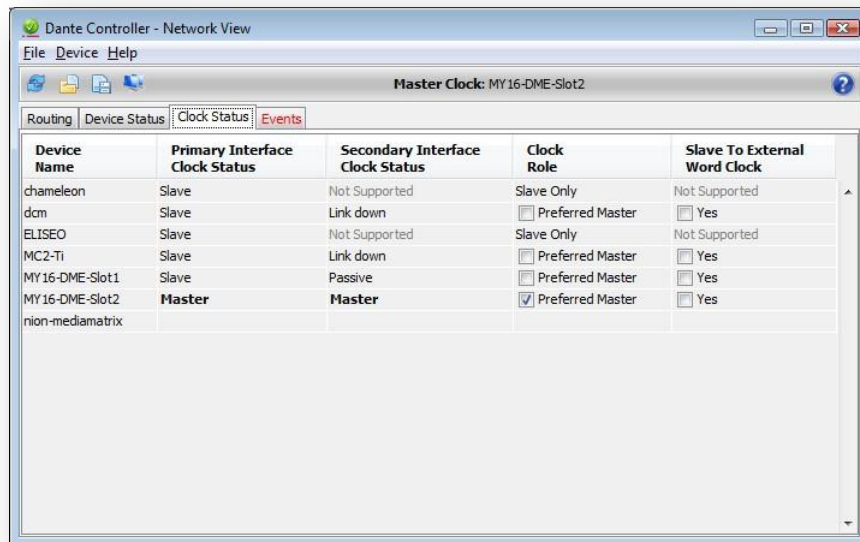 Dante Controller - Network View
File Device Help
Master Clock: MY16-DME-Slot2
Routing Device Status Clock Status Events
Device Name Primary Interface Clock Status Secondary Interface Clock Status Clock Role Slave To External Word Clock
chameleon Slave Not Supported Slave Only Not Supported
dcm Slave Link down Preferred Master Yes
ELISEO Slave Not Supported Slave Only Not Supported
MC2-Ti Slave Link down Preferred Master Yes
MY16-DME-Slot1 Slave Passive Preferred Master Yes
MY16-DME-Slot2 Master Master Preferred Master Yes
nion-mediamatrix